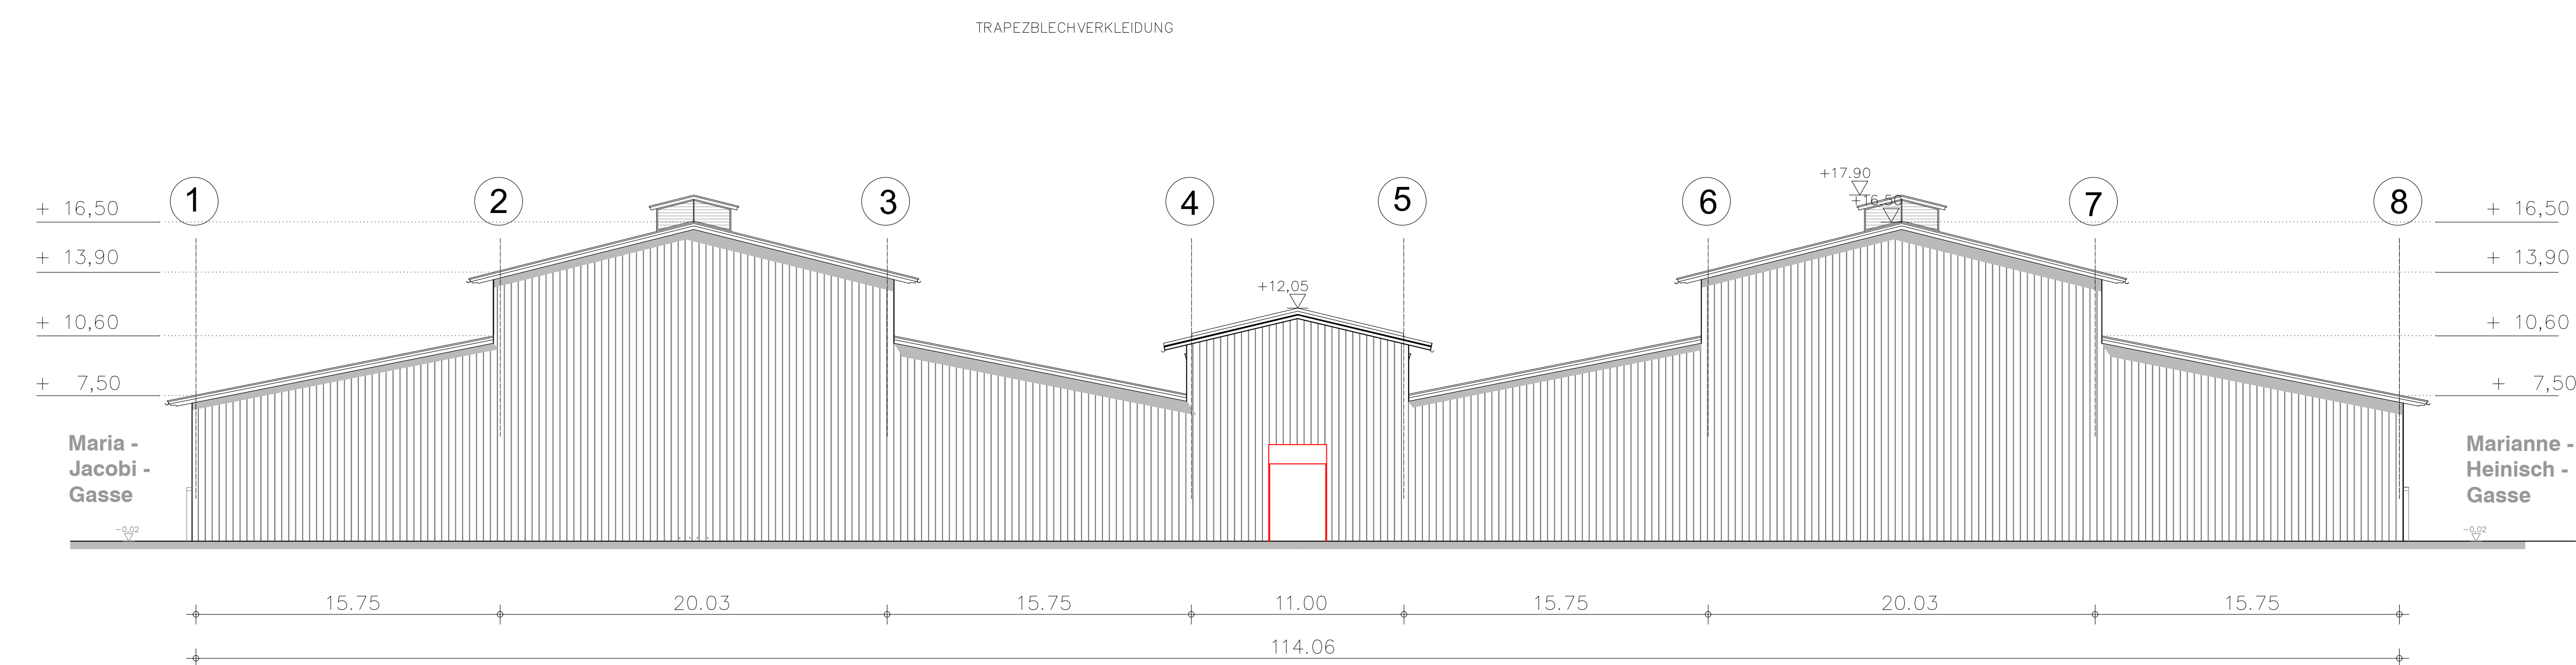 TRAPEZBLECHVERKLEIDUNG
+17.90
1 2 3 4 5 6 7 8
+16.50
+ 16,50 + 16,50
+ 13,90 + 13,90
+12,05
+ 10,60 + 10,60
+ 7,50 + 7,50
Maria -
Jacobi -
Gasse
Marianne -
Heinisch -
Gasse
-0.02 -0.02
15.75 20.03 15.75 11.00 15.75 20.03 15.75
114.06